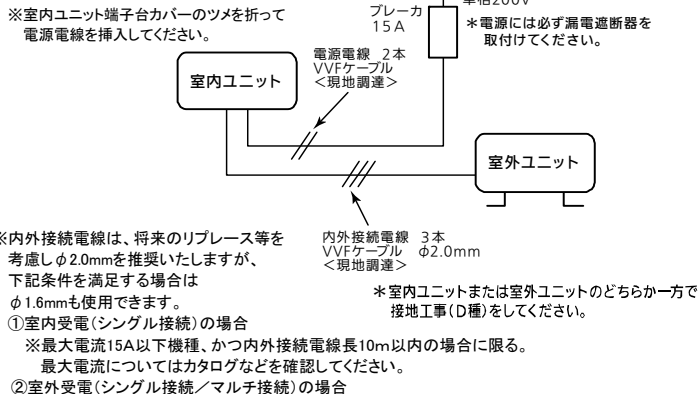 ※室内ユニット端子台カバーのツメを折って
電源電線を挿入してください。
ブレーカ
15A
単相200V
＊電源には必ず漏電遮断器を
取付けてください。
電源電線 2本
VVFケーブル
<現地調達>
室内ユニット
室外ユニット
内外接続電線 3本
VVFケーブル φ2.0mm
<現地調達>
＊室内ユニットまたは室外ユニットのどちらか一方で
接地工事(D種)をしてください。
※内外接続電線は、将来のリプレース等を
考慮しφ2.0mmを推奨いたしますが、
下記条件を満足する場合は
φ1.6mmも使用できます。
①室内受電(シングル接続)の場合
※最大電流15A以下機種、かつ内外接続電線長10m以内の場合に限る。
最大電流についてはカタログなどを確認してください。
②室外受電(シングル接続／マルチ接続)の場合